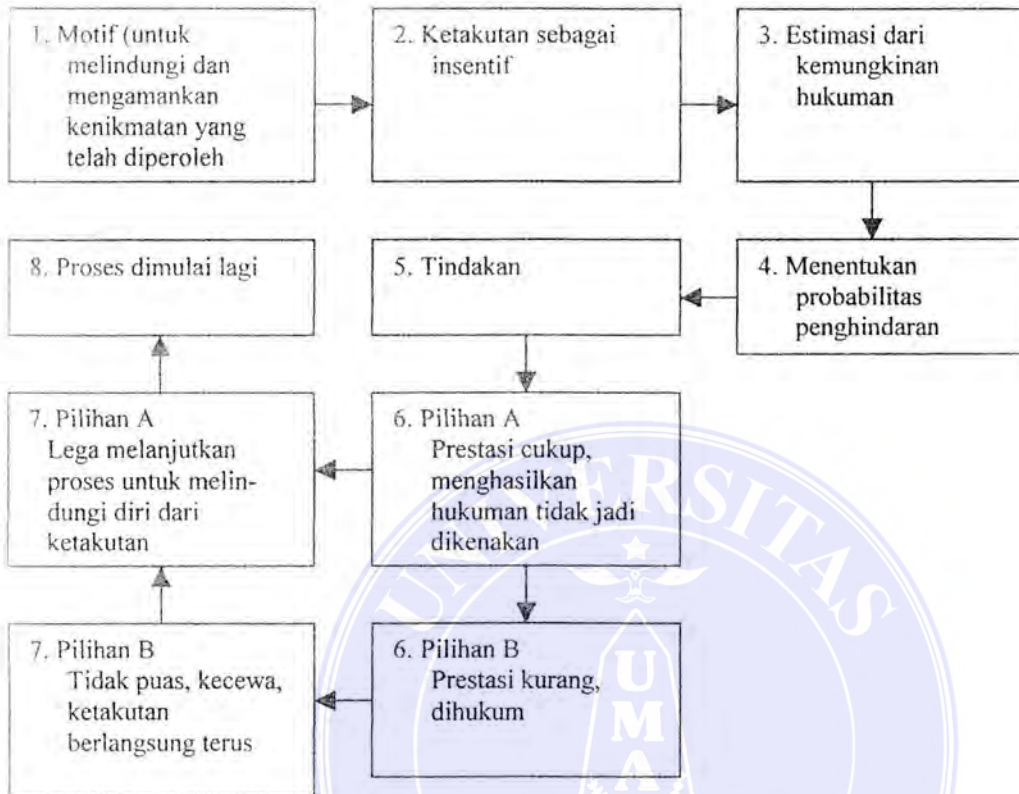 1. Motif (untuk
melindungi dan
mengamankan
kenikmatan yang
telah diperoleh
2. Ketakutan sebagai
insentif
3. Estimasi dari
kemungkinan
hukuman
8. Proses dimulai lagi
5. Tindakan
4. Menentukan
probabilitas
penghindaran
7. Pilihan A
Lega melanjutkan
proses untuk melin-
dungi diri dari
ketakutan
6. Pilihan A
Prestasi cukup,
menghasilkan
hukuman tidak jadi
dikenakan
7. Pilihan B
Tidak puas, kecewa,
ketakutan
berlangsung terus
6. Pilihan B
Prestasi kurang,
dihukum
UNIVERSITAS
U
M
A